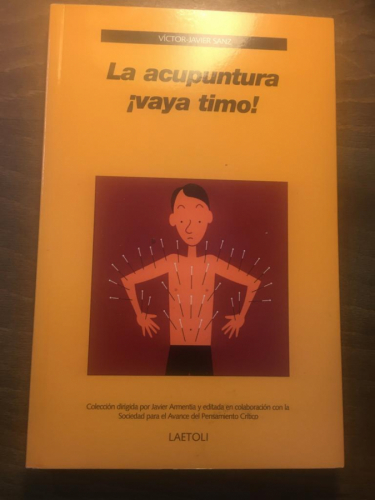 VÍCTOR JAVIER SANZ
La acupuntura
¡vaya timo!
Colección dirigida por Javier Armentia y editada en colaboración con la
Sociedad para el Avance del Pensamiento Crítico
LAETOLI